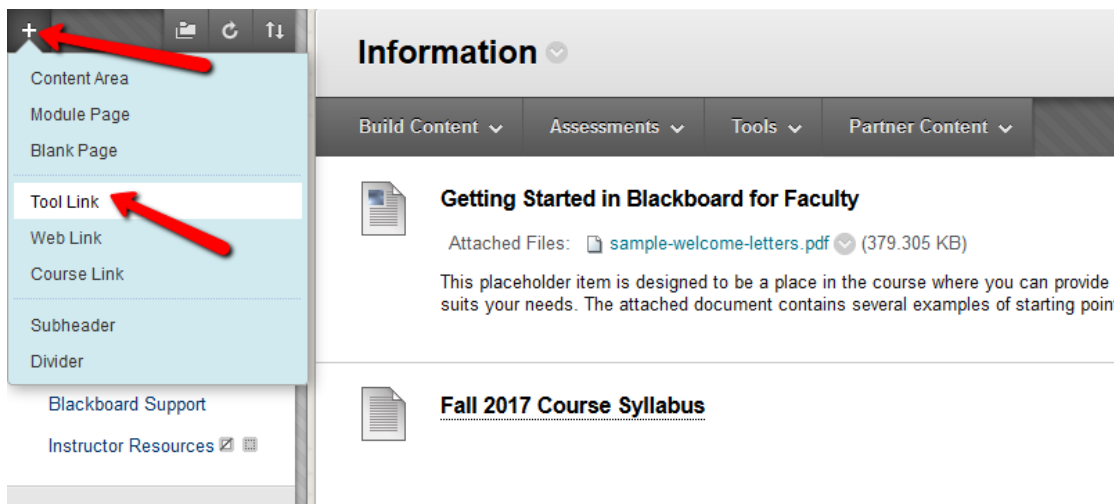 +
Content Area
Module Page
Blank Page
Tool Link
Web Link
Course Link
Subheader
Divider
Blackboard Support
Instructor Resources
Information
Build Content
Assessments
Tools
Partner Content
Getting Started in Blackboard for Faculty
Attached Files: sample-welcome-letters.pdf (379.305 KB)
This placeholder item is designed to be a place in the course where you can provide
suits your needs. The attached document contains several examples of starting poin
Fall 2017 Course Syllabus